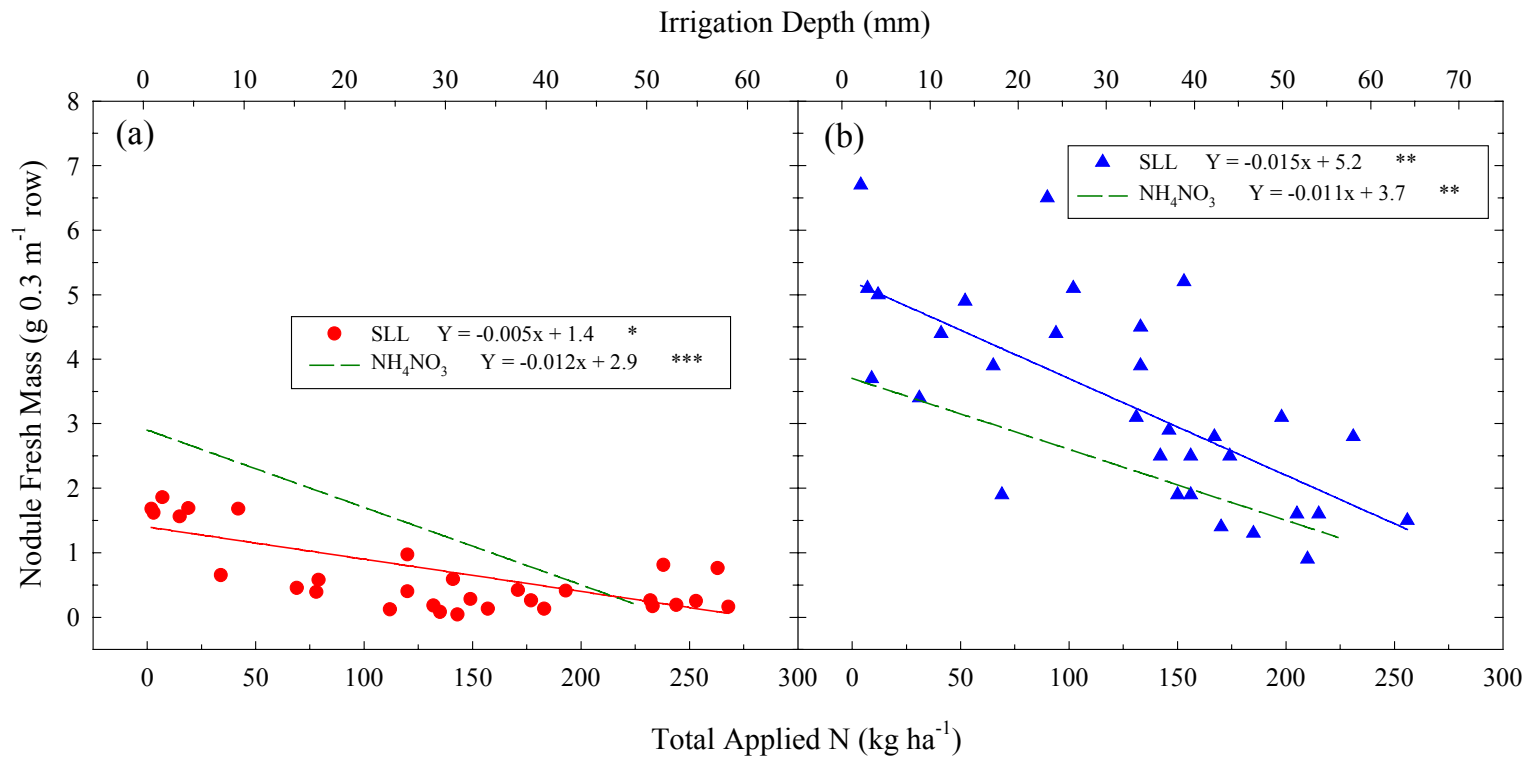 Irrigation Depth (mm)
0 10 20 30 40 50 60
0 10 20 30 40 50 60 70
8
7
6
5
4
3
2
1
0
Nodule Fresh Mass (g 0.3 m⁻¹ row)
(a)
SLL Y = -0.005x + 1.4 *
NH₄NO₃ Y = -0.012x + 2.9 ***
(b)
SLL Y = -0.015x + 5.2 **
NH₄NO₃ Y = -0.011x + 3.7 **
0 50 100 150 200 250 300
0 50 100 150 200 250 300
Total Applied N (kg ha⁻¹)